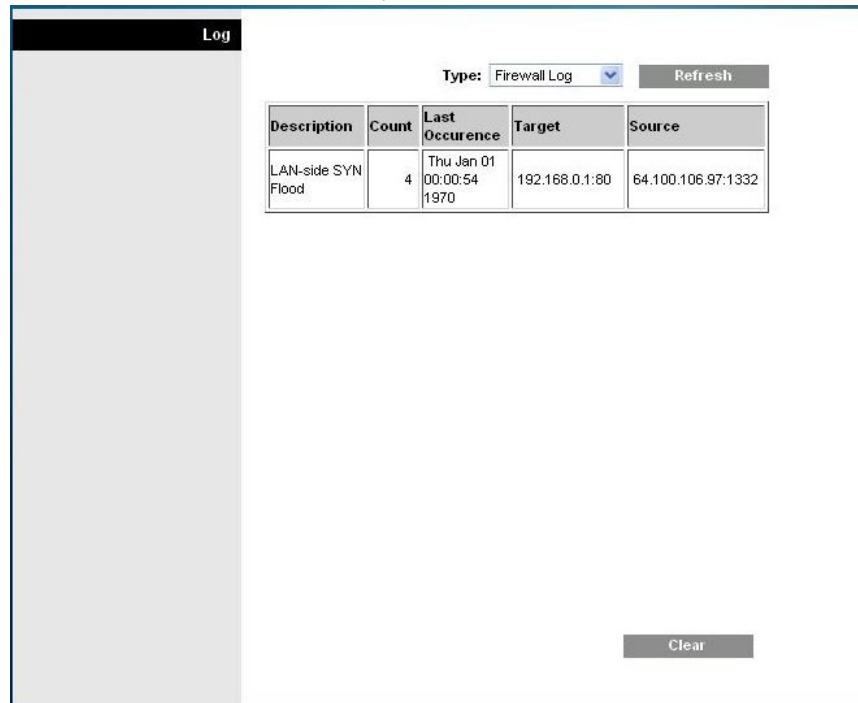 Log
Type: Firewall Log Refresh
Description Count Last Occurence Target Source
LAN-side SYN Flood 4 Thu Jan 01 00:00:54 1970 192.168.0.1:80 64.100.106.97:1332
Clear